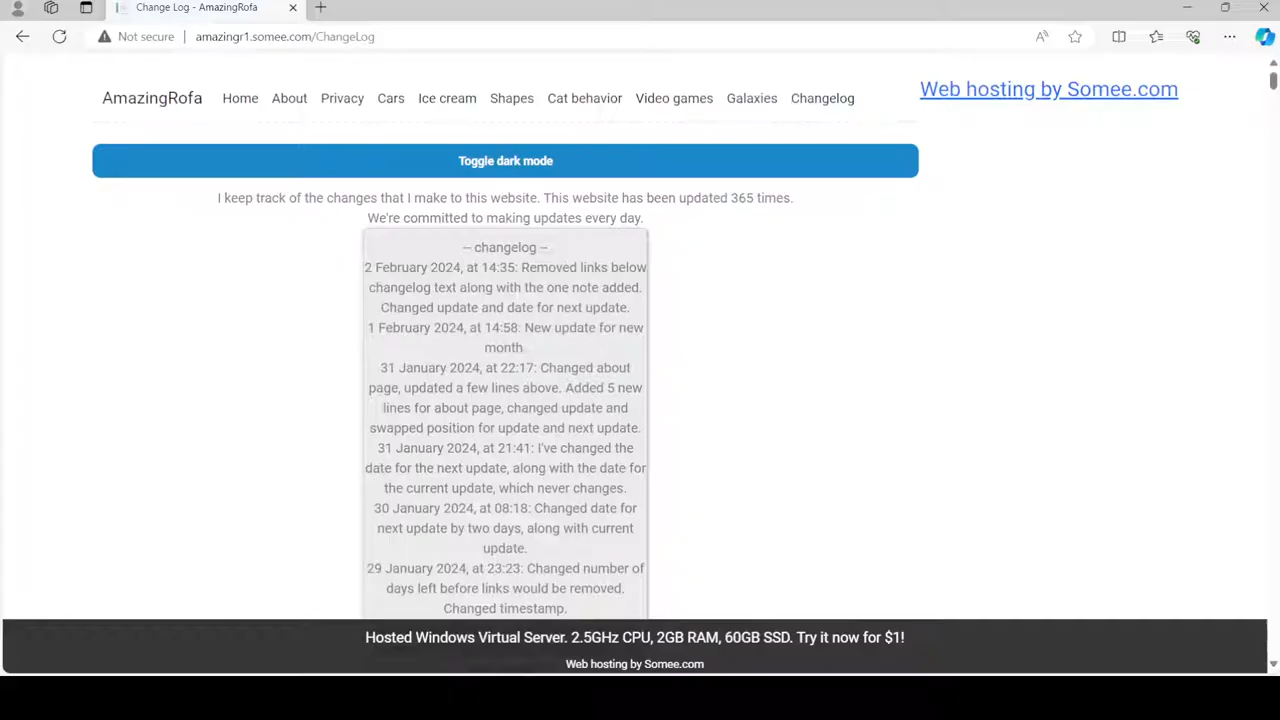 Change Log - AmazingRofa
Not secure
amazingr1.somee.com/ChangeLog
AmazingRofa
Home
About
Privacy
Cars
Ice cream
Shapes
Cat behavior
Video games
Galaxies
Changelog
Web hosting by Somee.com
Toggle dark mode
I keep track of the changes that I make to this website. This website has been updated 365 times.
We're committed to making updates every day.
-- changelog --
2 February 2024, at 14:35: Removed links below
changelog text along with the one note added.
Changed update and date for next update.
1 February 2024, at 14:58: New update for new
month.
31 January 2024, at 22:17: Changed about
page, updated a few lines above. Added 5 new
lines for about page, changed update and
swapped position for update and next update.
31 January 2024, at 21:41: I've changed the
date for the next update, along with the date for
the current update, which never changes.
30 January 2024, at 08:18: Changed date for
next update by two days, along with current
update.
29 January 2024, at 23:23: Changed number of
days left before links would be removed.
Changed timestamp.
Hosted Windows Virtual Server. 2.5GHz CPU, 2GB RAM, 60GB SSD. Try it now for $1!
Web hosting by Somee.com